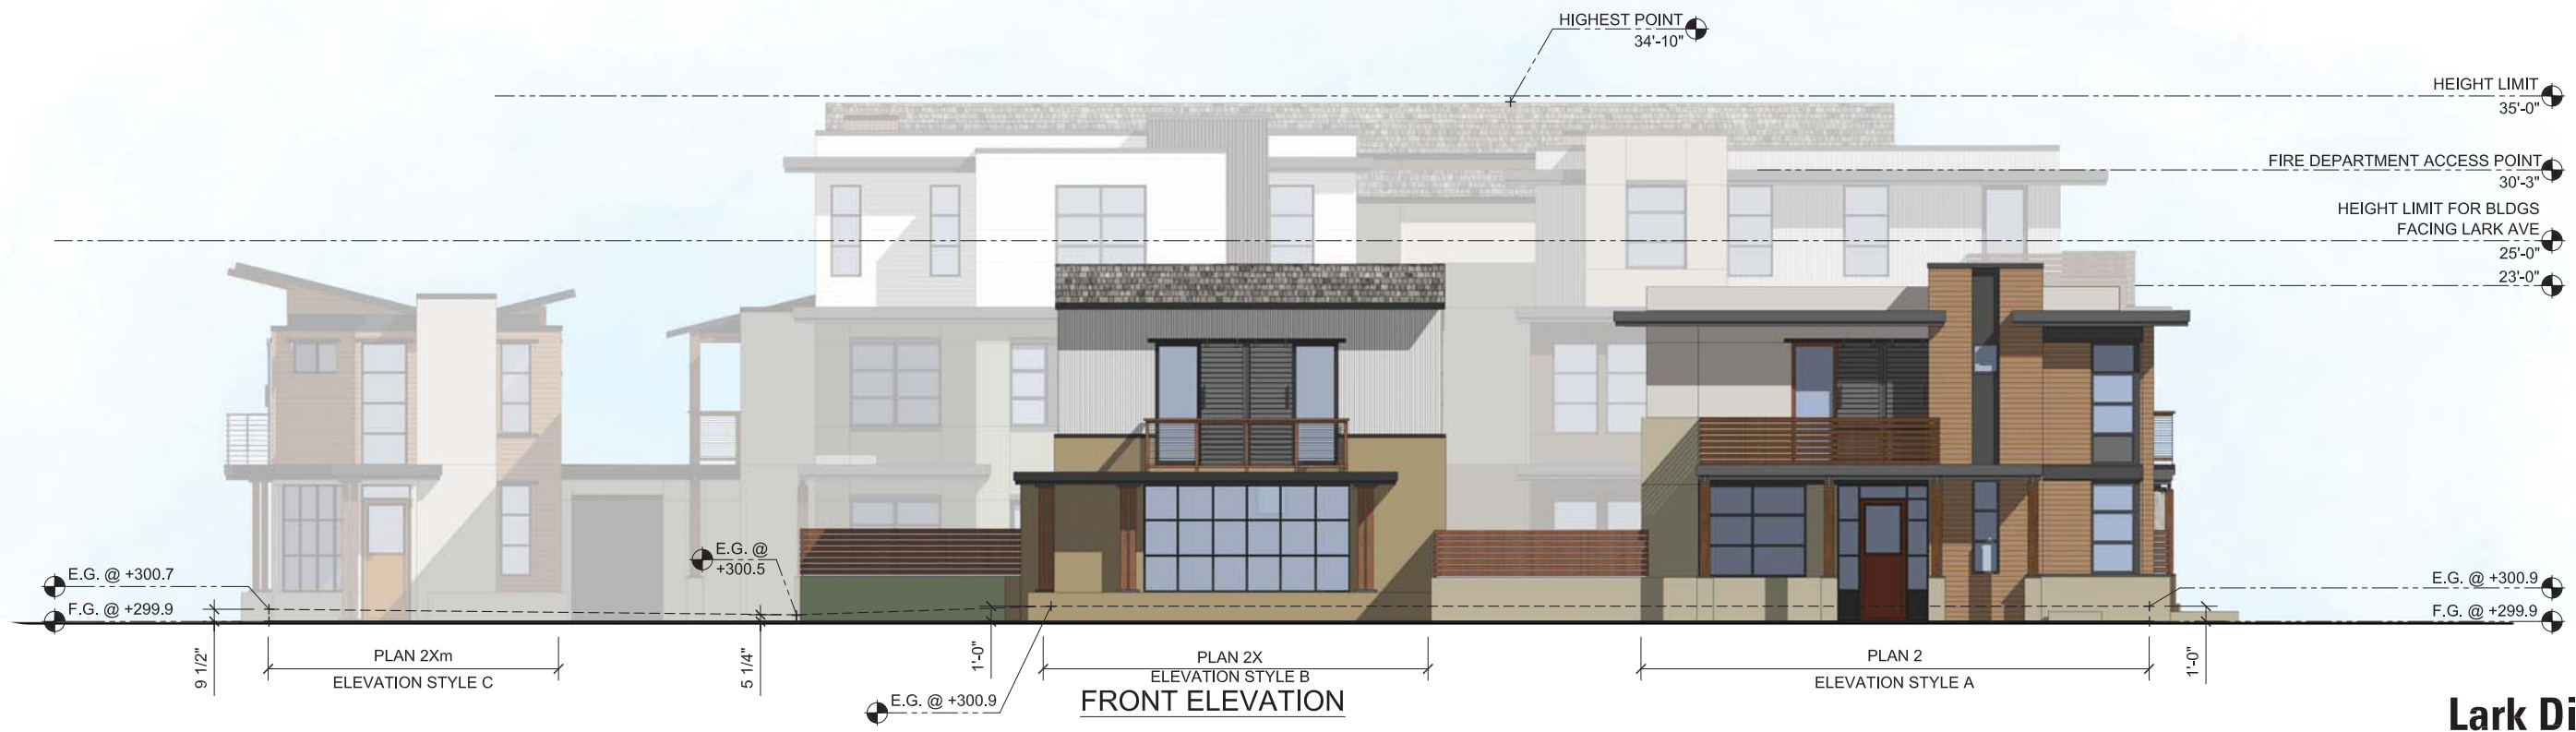 HIGHEST POINT
34'-10"
HEIGHT LIMIT
35'-0"
FIRE DEPARTMENT ACCESS POINT
30'-3"
HEIGHT LIMIT FOR BLDGS
FACING LARK AVE
25'-0"
23'-0"
E.G. @ +300.7
F.G. @ +299.9
E.G. @
+300.5
E.G. @ +300.9
F.G. @ +299.9
9 1/2"
PLAN 2Xm
ELEVATION STYLE C
5 1/4"
1'-0"
E.G. @ +300.9
PLAN 2X
ELEVATION STYLE B
FRONT ELEVATION
PLAN 2
ELEVATION STYLE A
1'-0"
Lark Di